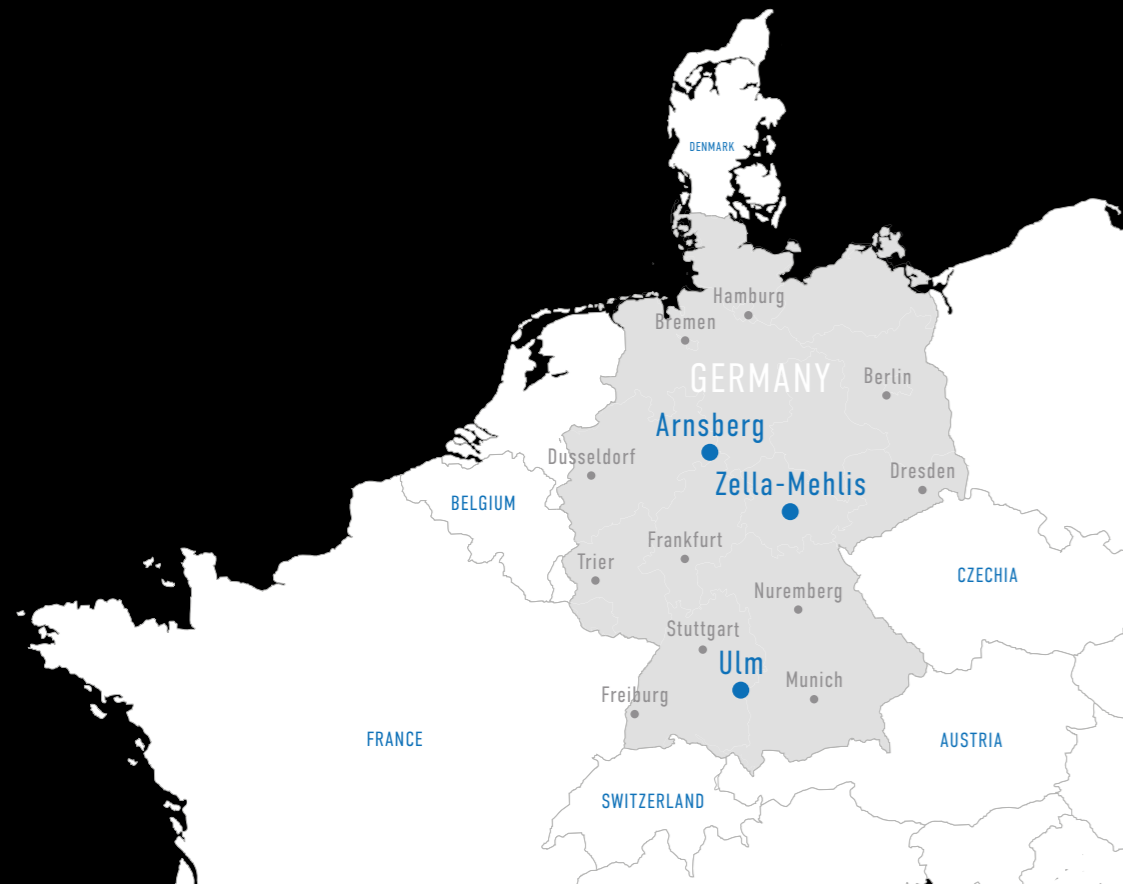 DENMARK
Hamburg
Bremen
GERMANY
Berlin
Arnsberg
Dusseldorf
Dresden
Zella-Mehlis
BELGIUM
Frankfurt
Trier
CZECHIA
Nuremberg
Stuttgart
Ulm
Munich
Freiburg
FRANCE
AUSTRIA
SWITZERLAND